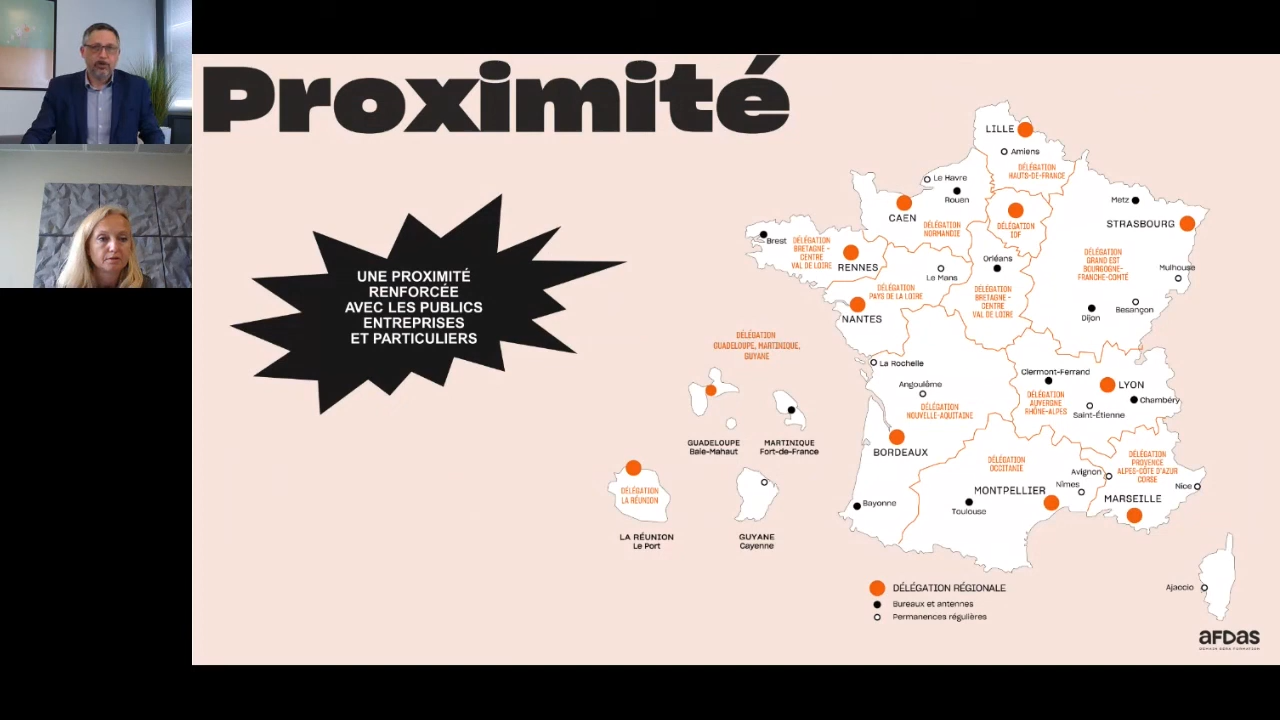 Proximité
UNE PROXIMITÉ
RENFORCÉE
AVEC LES PUBLICS
ENTREPRISES
ET PARTICULIERS
LILLE
Amiens
DÉLÉGATION
HAUTS-DE-FRANCE
Le Havre
Rouen
CAEN
DÉLÉGATION
NORMANDIE
DÉLÉGATION
IDF
Metz
STRASBOURG
DÉLÉGATION
GRAND EST
BOURGOGNE-
FRANCHE-COMTÉ
Mulhouse
Besançon
Dijon
Brest
DÉLÉGATION
BRETAGNE -
CENTRE
VAL DE LOIRE
RENNES
Le Mans
Orléans
DÉLÉGATION
BRETAGNE -
CENTRE
VAL DE LOIRE
DÉLÉGATION
PAYS DE LA LOIRE
NANTES
DÉLÉGATION
GUADELOUPE, MARTINIQUE,
GUYANE
La Rochelle
Angoulême
DÉLÉGATION
NOUVELLE-AQUITAINE
Clermont-Ferrand
LYON
DÉLÉGATION
AUVERGNE
RHÔNE-ALPES
Chambéry
Saint-Étienne
GUADELOUPE
Baie-Mahaut
MARTINIQUE
Fort-de-France
BORDEAUX
DÉLÉGATION
OCCITANIE
DÉLÉGATION
PROVENCE
ALPES-CÔTE D'AZUR
CORSE
Avignon
Nîmes
Nice
MONTPELLIER
MARSEILLE
Toulouse
Bayonne
DÉLÉGATION
LA RÉUNION
LA RÉUNION
Le Port
GUYANE
Cayenne
DÉLÉGATION RÉGIONALE
Bureaux et antennes
Permanences régulières
Ajaccio
aFDas